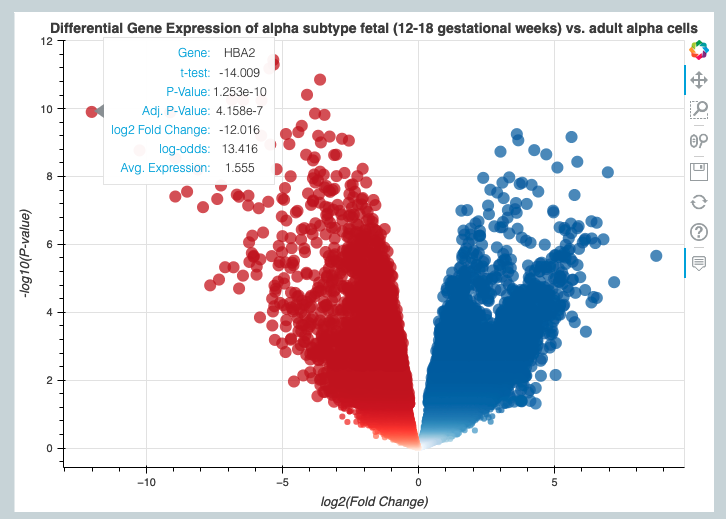 Differential Gene Expression of alpha subtype fetal (12-18 gestational weeks) vs. adult alpha cells
12
10
8
6
4
2
0
-log10(P-value)
Gene: HBA2
t-test: -14.009
P-Value: 1.253e-10
Adj. P-Value: 4.158e-7
log2 Fold Change: -12.016
log-odds: 13.416
Avg. Expression: 1.555
−10
−5
0
5
log2(Fold Change)